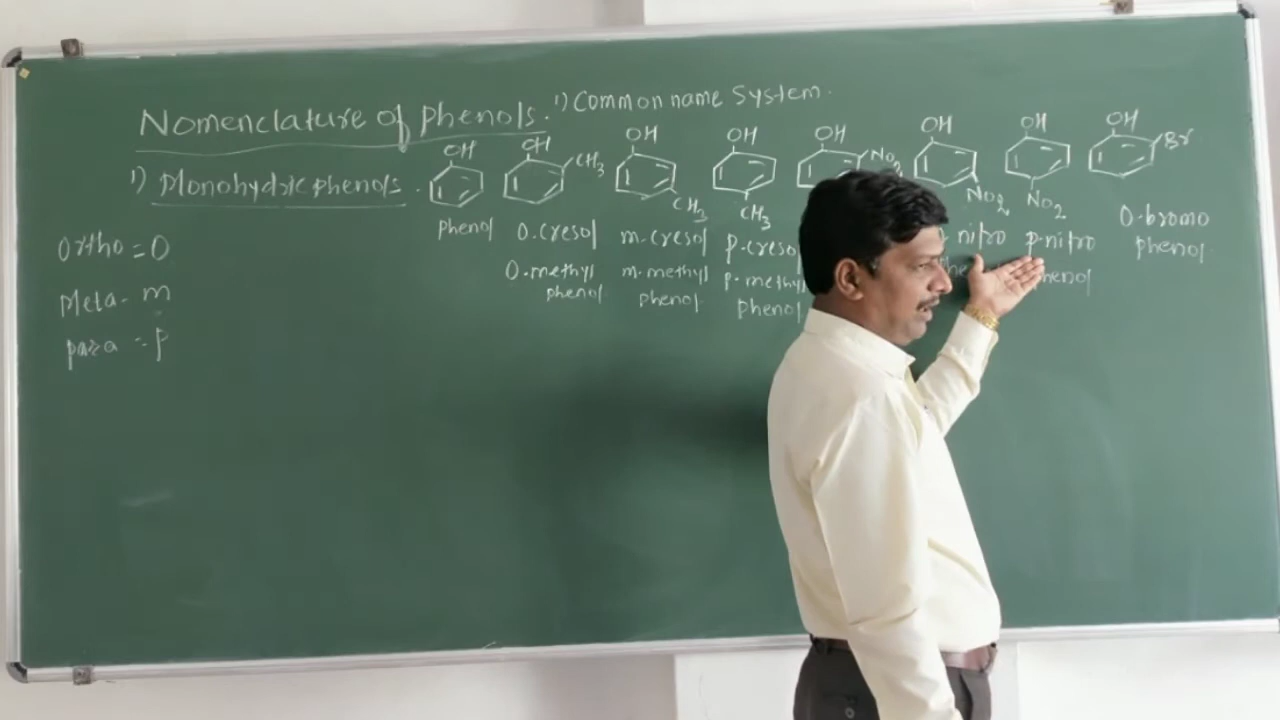 Nomenclature of phenols. 1) Common name System.
1) Monohydric phenols.
OH OH OH OH OH OH OH OH
CH3 CH3 CH3 NO2 NO2 Br
phenol O.cresol m.cresol p-cresol nitro p-nitro O-bromo
phenol.
O.methyl m.methyl p.methyl
phenol phenol. phenol
Ortho = O
Meta - m
para - p